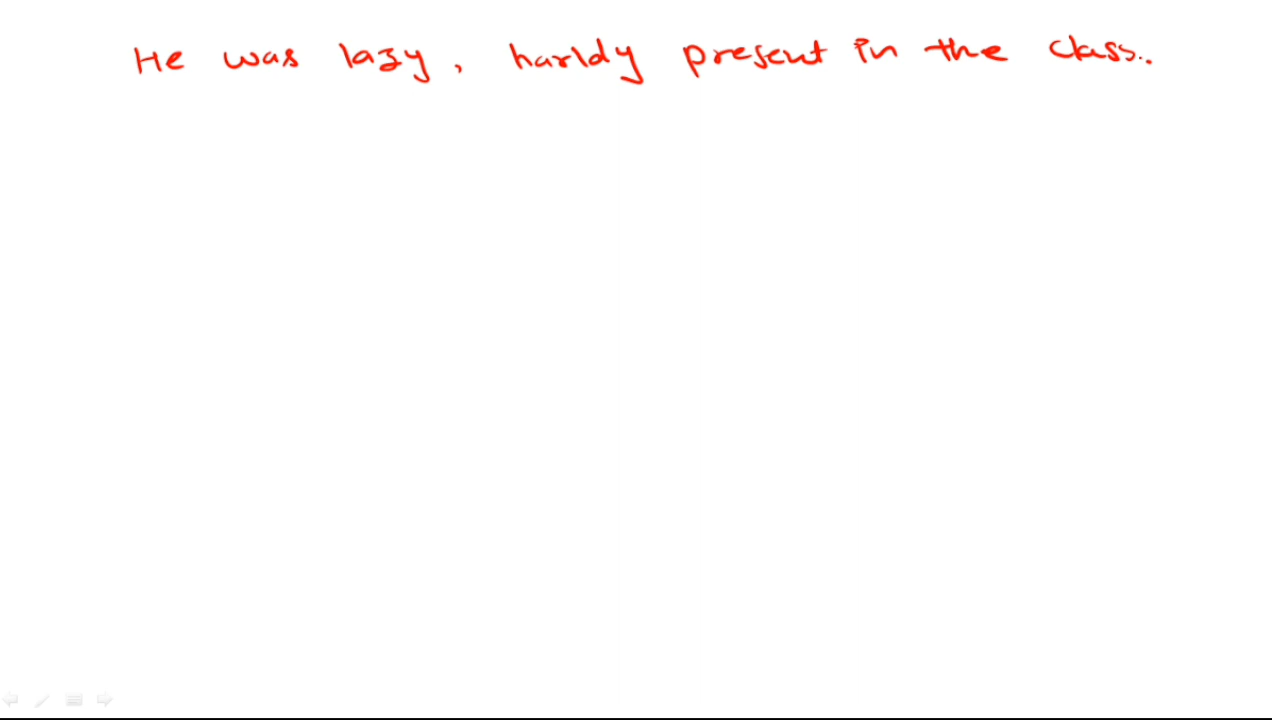 He was lazy, harldy present in the class..